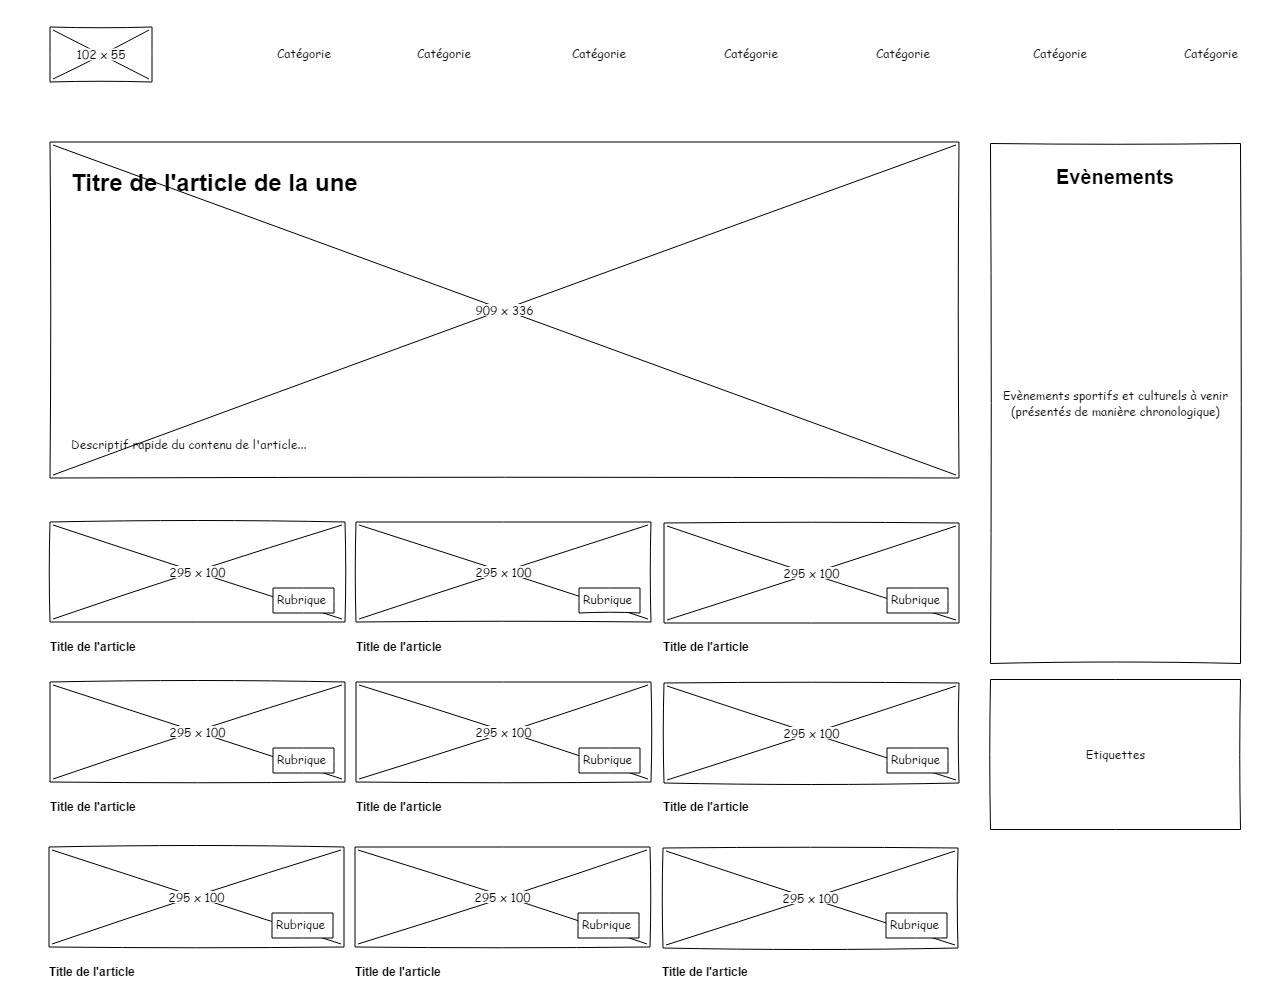 102 x 55
Catégorie
Catégorie
Catégorie
Catégorie
Catégorie
Catégorie
Catégorie
Titre de l'article de la une
909 x 336
Descriptif rapide du contenu de l'article...
Evènements
Evènements sportifs et culturels à venir
(présentés de manière chronologique)
295 x 100
Rubrique
Title de l'article
295 x 100
Rubrique
Title de l'article
295 x 100
Rubrique
Title de l'article
295 x 100
Rubrique
Title de l'article
295 x 100
Rubrique
Title de l'article
295 x 100
Rubrique
Title de l'article
Etiquettes
295 x 100
Rubrique
Title de l'article
295 x 100
Rubrique
Title de l'article
295 x 100
Rubrique
Title de l'article